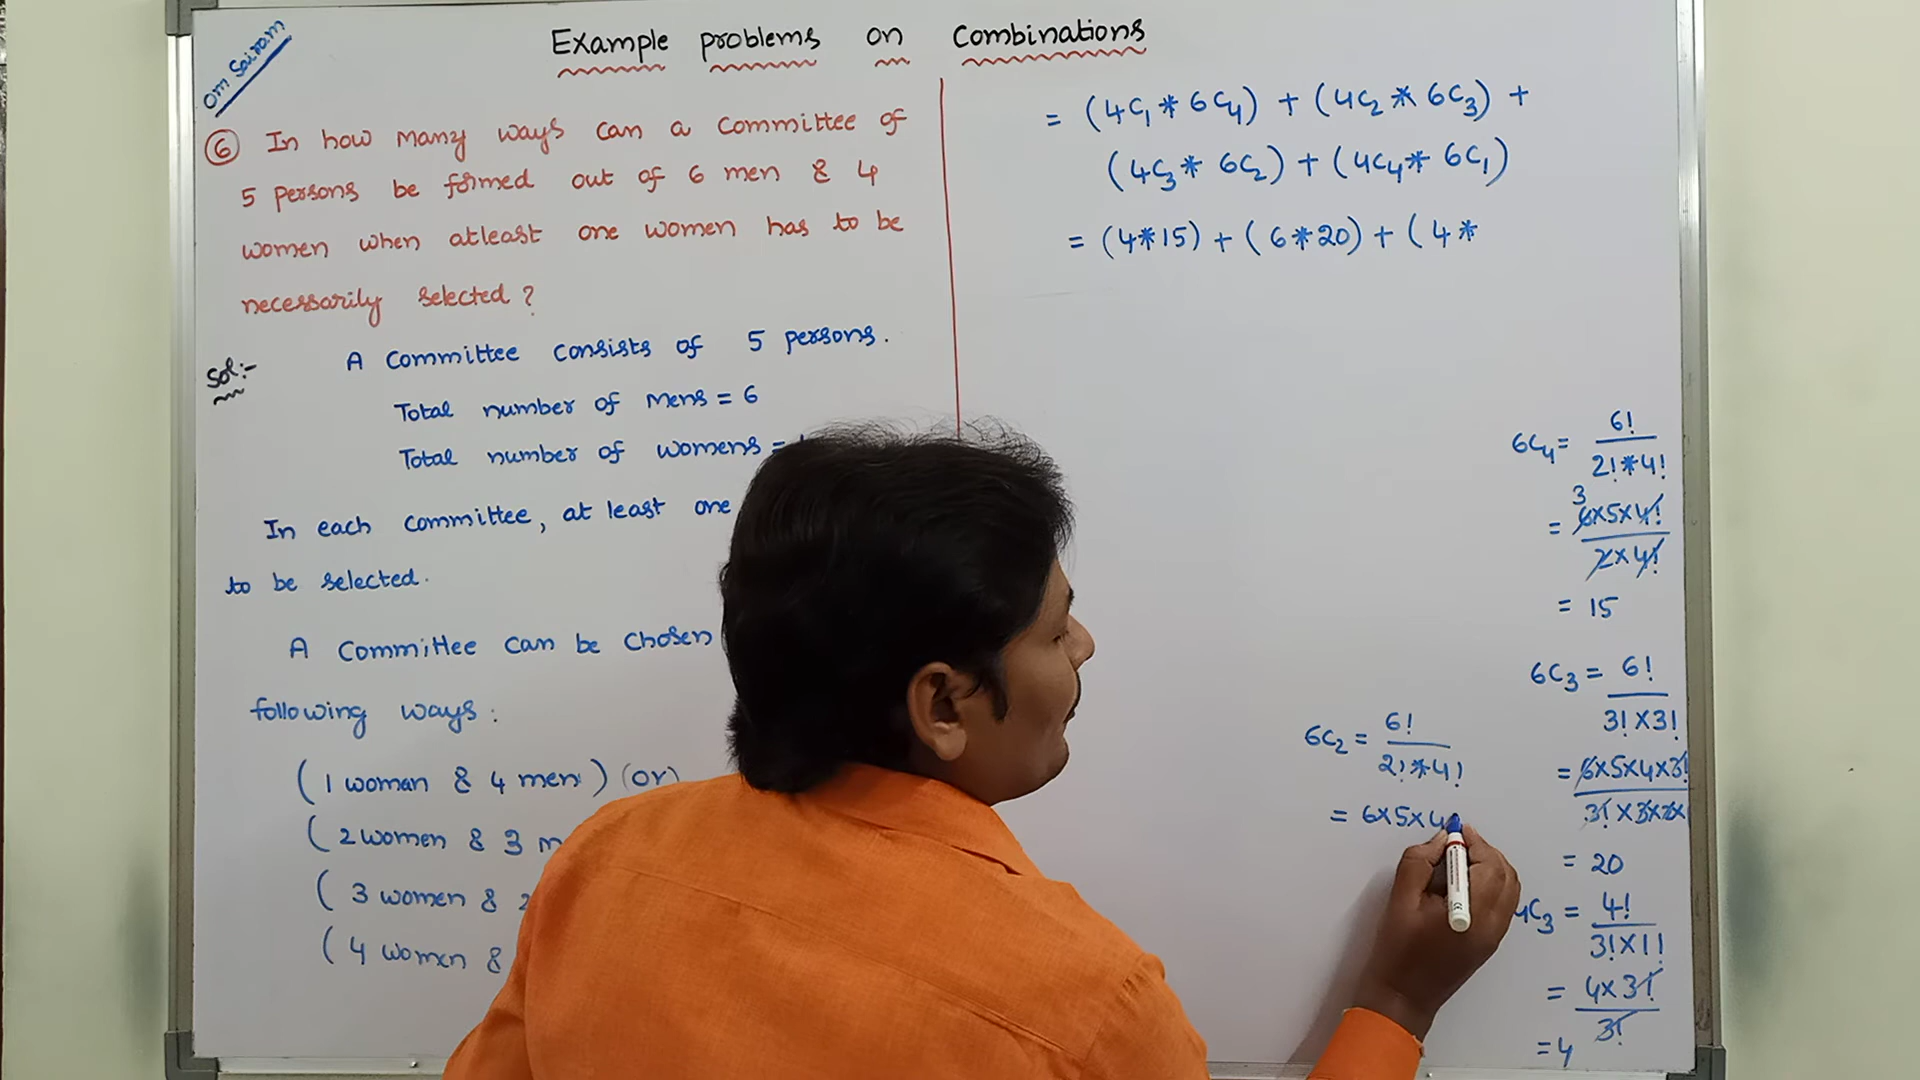 Om Sairam
Example problems on Combinations
6 In how many ways can a Committee of
5 persons be formed out of 6 men & 4
women when atleast one women has to be
necessarily selected?
Sol:-
A Committee Consists of 5 persons.
Total number of mens = 6
Total number of womens =
In each committee, at least one
to be selected.
A Committee can be Chosen
following ways:
(1 woman & 4 men) (or)
(2 women & 3 m
(3 women & 2
(4 women &
= (4C₁ * 6C₄) + (4C₂ * 6C₃) +
(4C₃ * 6C₂) + (4C₄ * 6C₁)
= (4*15) + (6*20) + (4*
6C₄ = 6!
2!*4!
3
= 6x5x4!
2x4!
= 15
6C₃ = 6!
3!x3!
= 6x5x4x3!
3!x3x2x
= 20
4C₃ = 4!
3!x1!
= 4x3!
3!
= 4
6C₂ = 6!
2!*4!
= 6x5x4